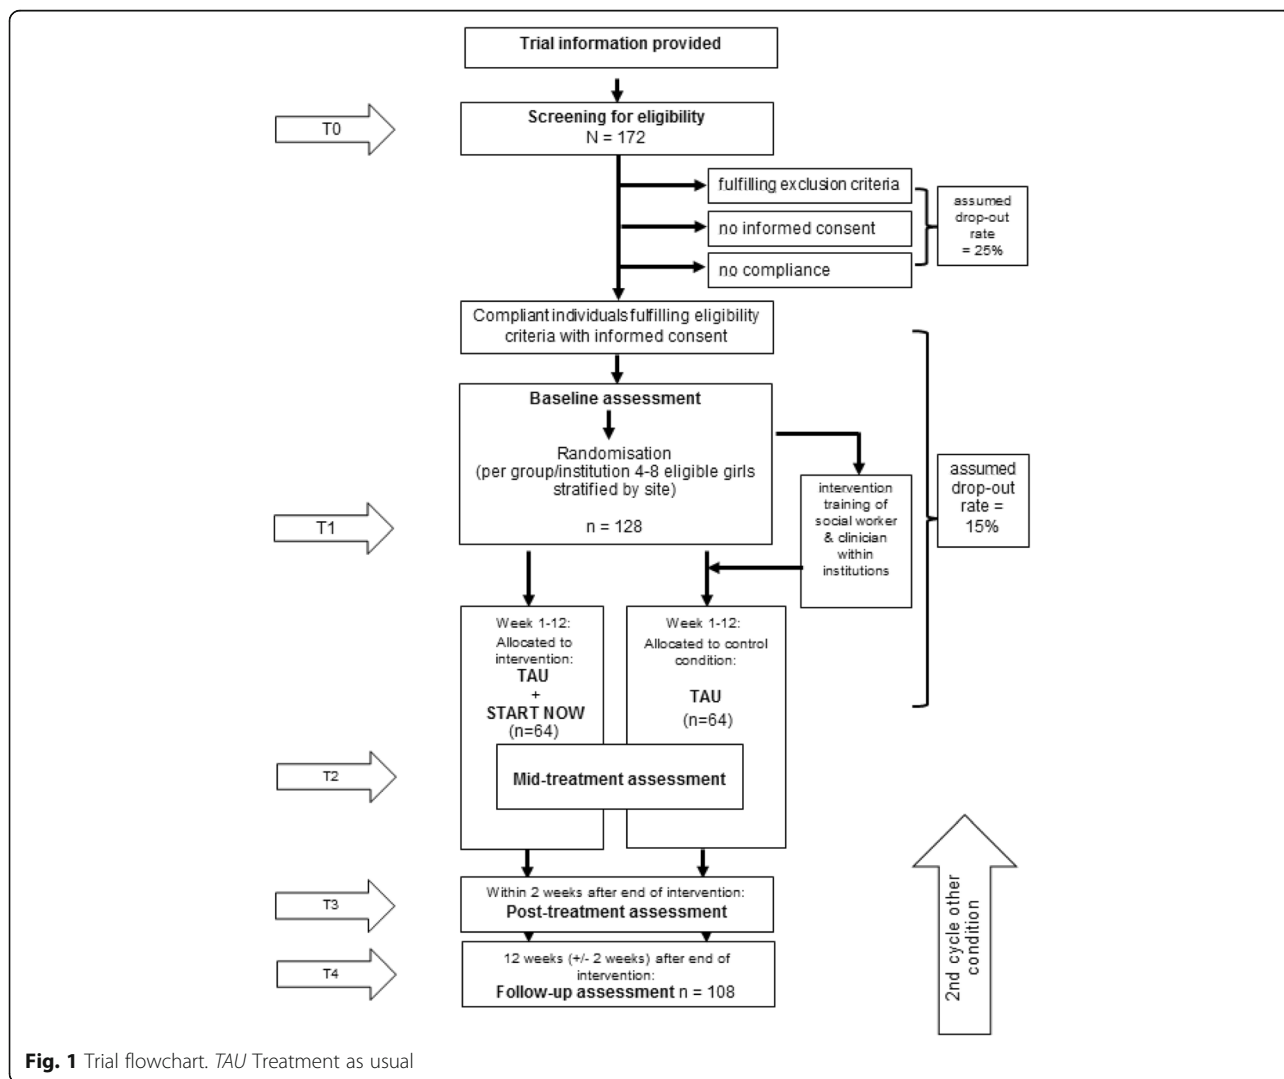 Trial information provided
T0
Screening for eligibility
N = 172
fulfilling exclusion criteria
no informed consent
no compliance
assumed
drop-out
rate
= 25%
Compliant individuals fulfilling eligibility
criteria with informed consent
Baseline assessment
Randomisation
(per group/institution 4-8 eligible girls
stratified by site)
n = 128
T1
intervention
training of
social worker
& clinician
within
institutions
assumed
drop-out
rate =
15%
Week 1-12:
Allocated to
intervention:
TAU
+
START NOW
(n=64)
Week 1-12:
Allocated to control
condition:
TAU
(n=64)
T2
Mid-treatment assessment
T3
Within 2 weeks after end of intervention:
Post-treatment assessment
T4
12 weeks (+/- 2 weeks) after end of
intervention:
Follow-up assessment n = 108
2nd cycle other
condition
Fig. 1 Trial flowchart. TAU Treatment as usual